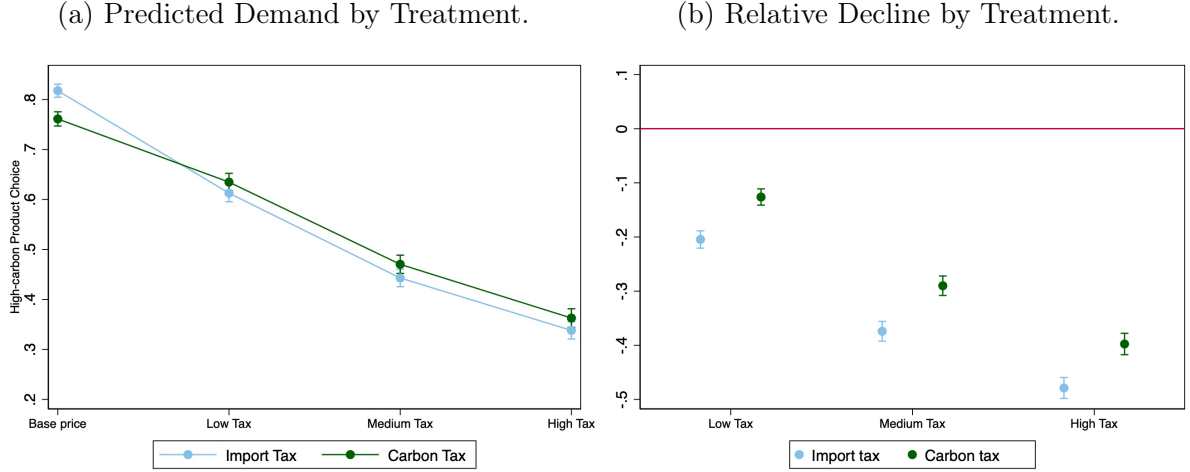 (a) Predicted Demand by Treatment.
High-carbon Product Choice
.8
.7
.6
.5
.4
.3
.2
Base price
Low Tax
Medium Tax
High Tax
Import Tax
Carbon Tax
(b) Relative Decline by Treatment.
.1
0
-.1
-.2
-.3
-.4
-.5
Low Tax
Medium Tax
High Tax
Import tax
Carbon tax